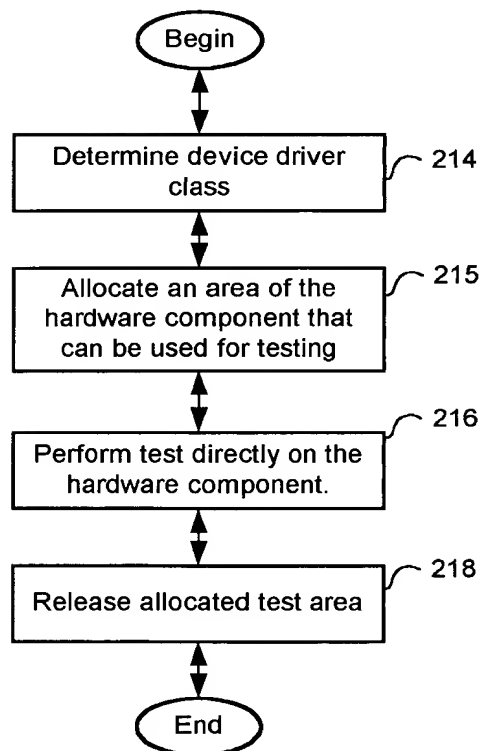 Begin
Determine device driver
class
214
Allocate an area of the
hardware component that
can be used for testing
215
Perform test directly on the
hardware component.
216
Release allocated test area
218
End